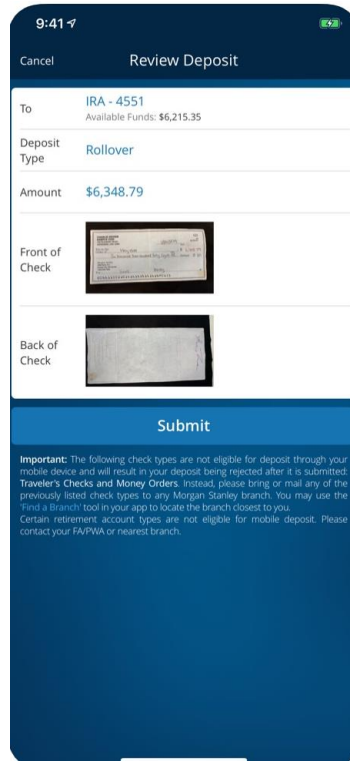 9:41
Cancel
Review Deposit
To
IRA - 4551
Available Funds: $6,215.35
Deposit
Type
Rollover
Amount
$6,348.79
Front of
Check
Back of
Check
Submit
Important: The following check types are not eligible for deposit through your
mobile device and will result in your deposit being rejected after it is submitted:
Traveler's Checks and Money Orders. Instead, please bring or mail any of the
previously listed check types to any Morgan Stanley branch. You may use the
'Find a Branch' tool in your app to locate the branch closest to you.
Certain retirement account types are not eligible for mobile deposit. Please
contact your FA/PWA or nearest branch.